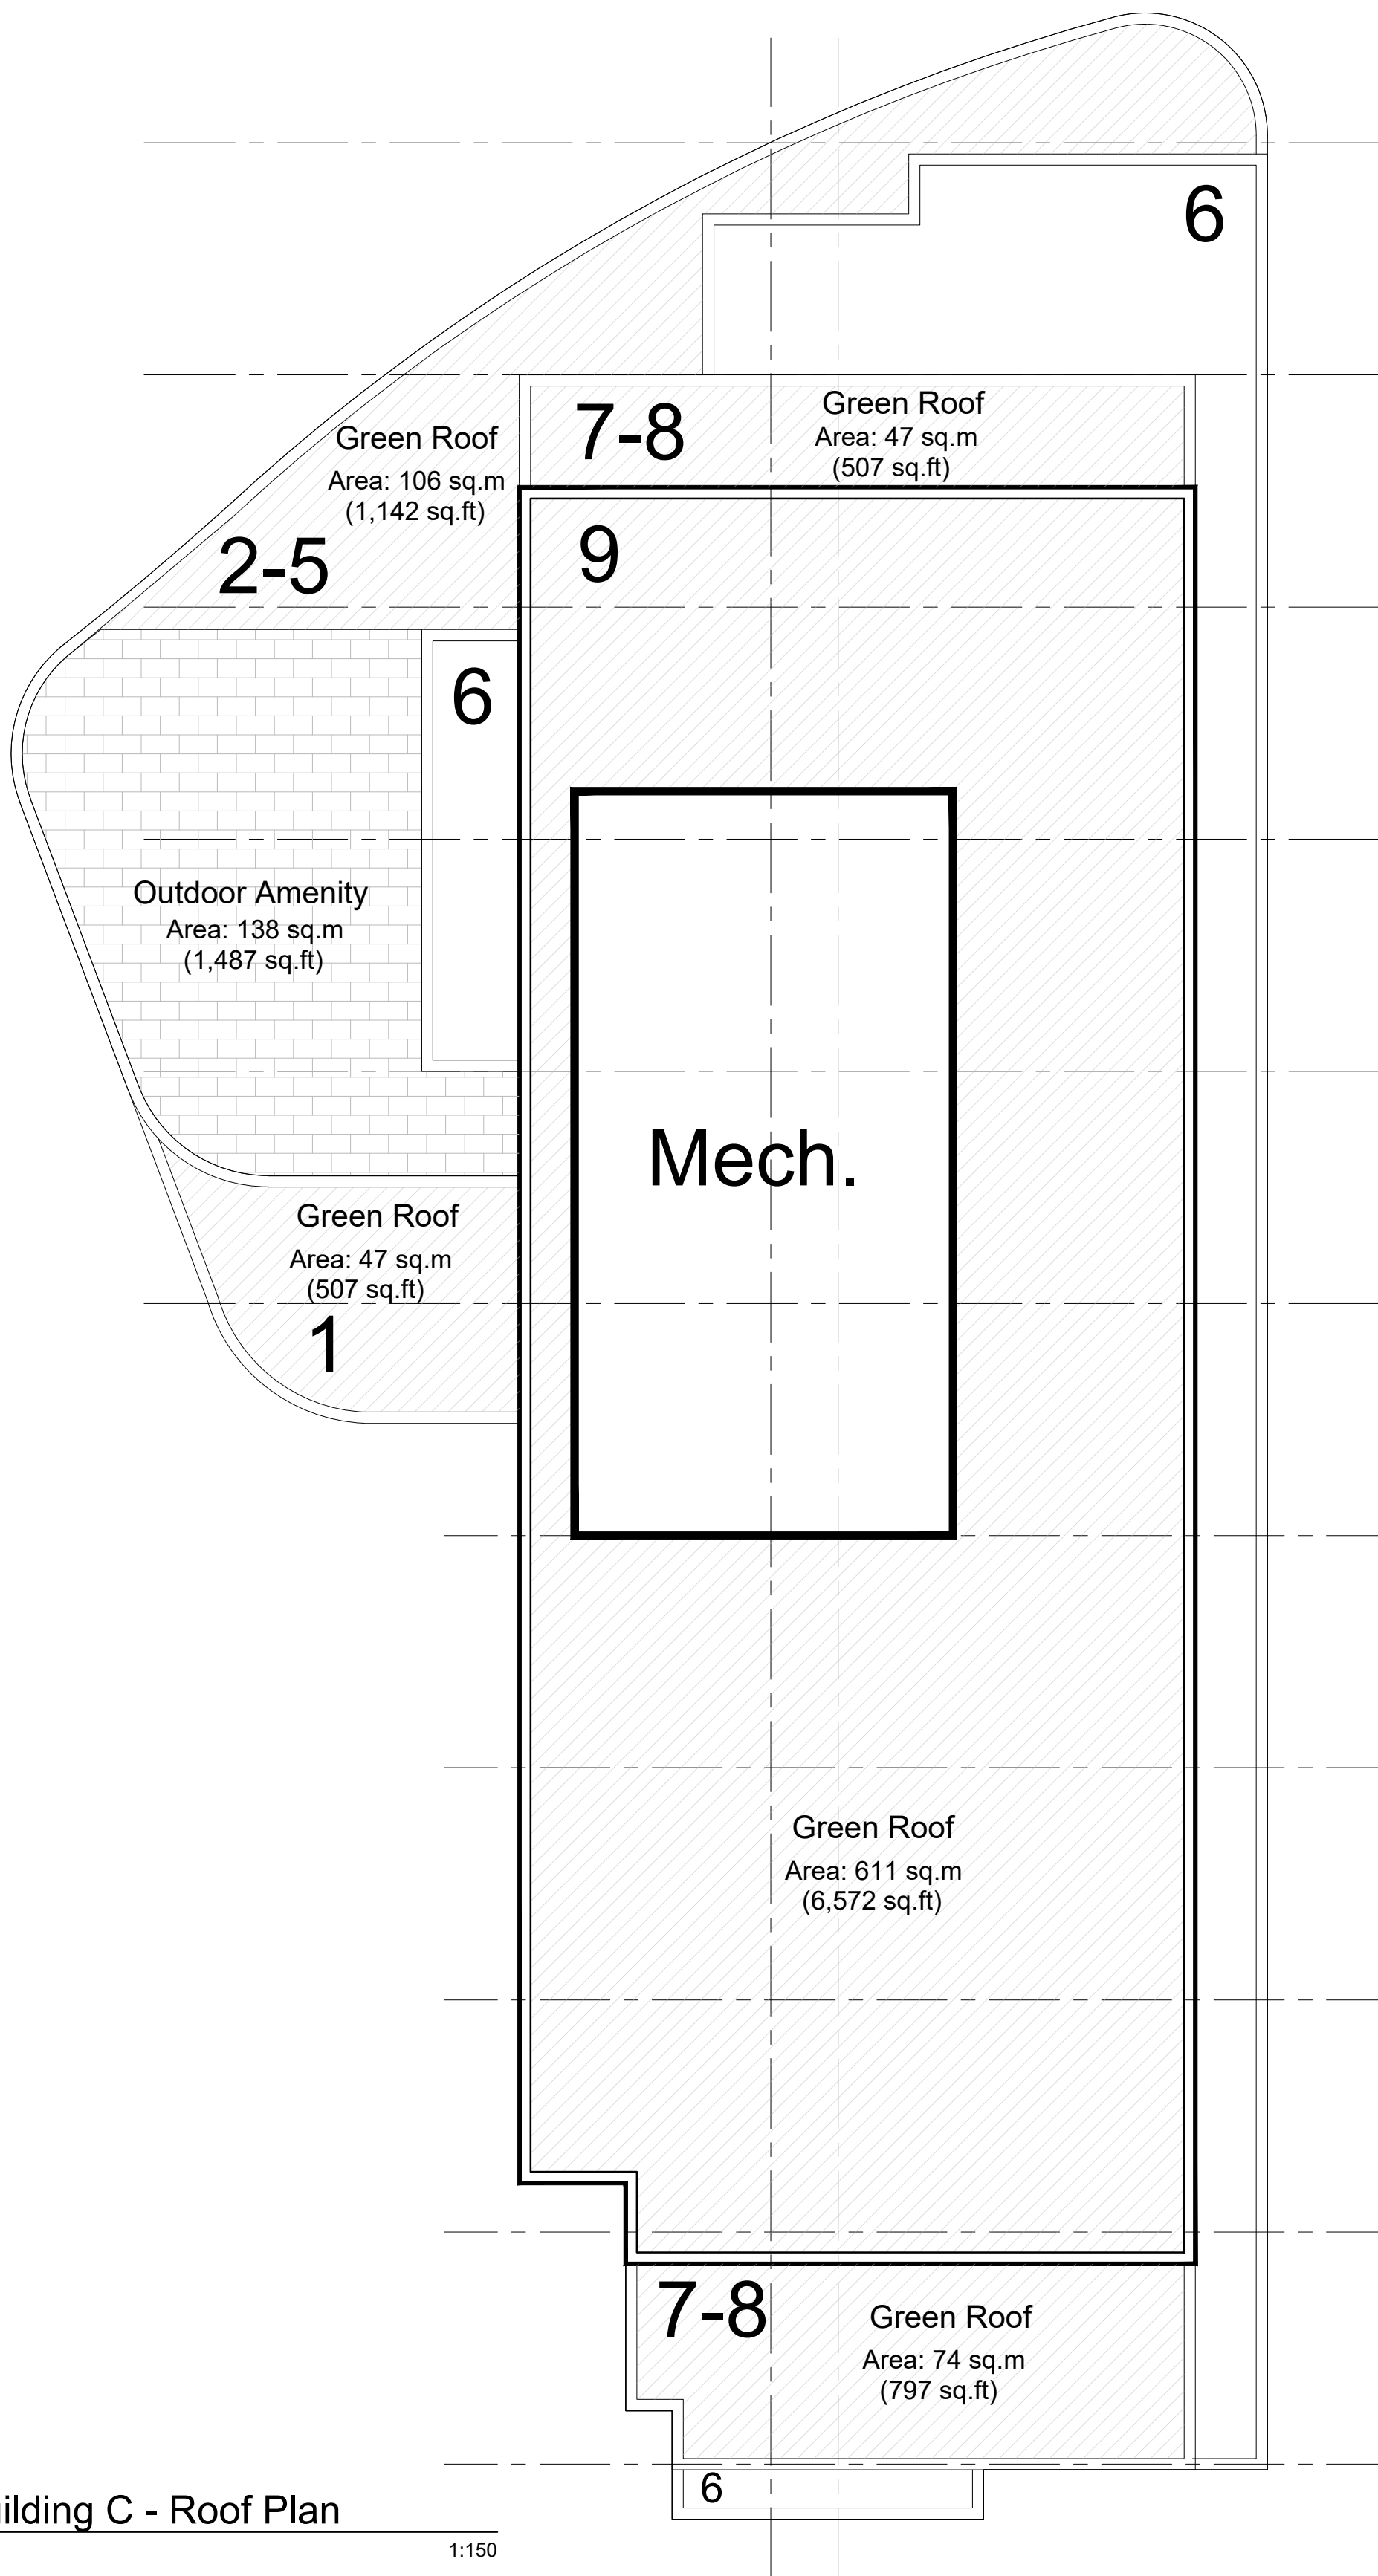 6
7-8
Green Roof
Area: 47 sq.m
(507 sq.ft)
Green Roof
Area: 106 sq.m
(1,142 sq.ft)
2-5
9
6
Outdoor Amenity
Area: 138 sq.m
(1,487 sq.ft)
Mech.
Green Roof
Area: 47 sq.m
(507 sq.ft)
1
Green Roof
Area: 611 sq.m
(6,572 sq.ft)
7-8
Green Roof
Area: 74 sq.m
(797 sq.ft)
6
ilding C - Roof Plan
1:150